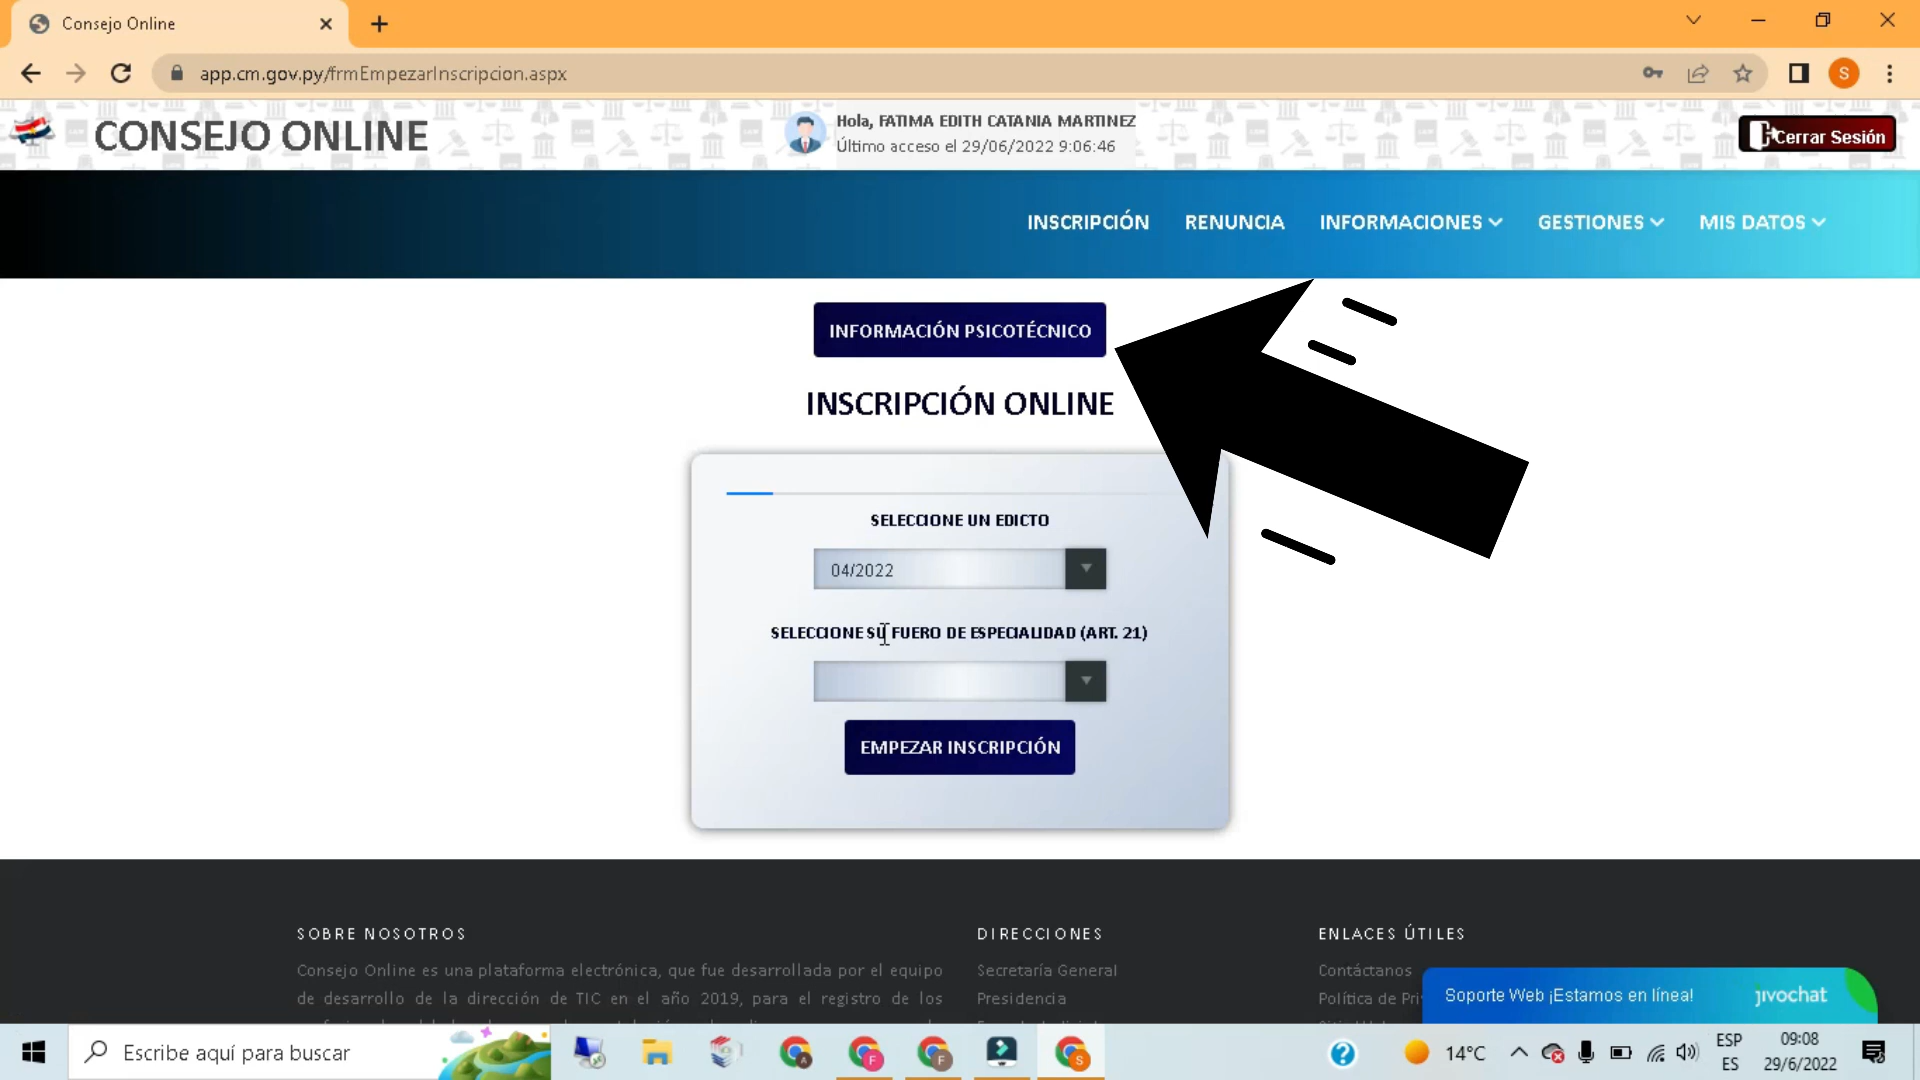 Consejo Online
app.cm.gov.py/frmEmpezarInscripcion.aspx
S
CONSEJO ONLINE
Hola, FATIMA EDITH CATANIA MARTINEZ
Último acceso el 29/06/2022 9:06:46
Cerrar Sesión
INSCRIPCIÓN RENUNCIA INFORMACIONES GESTIONES MIS DATOS
INFORMACIÓN PSICOTÉCNICO
INSCRIPCIÓN ONLINE
SELECCIONE UN EDICTO
04/2022
SELECCIONE SU FUERO DE ESPECIALIDAD (ART. 21)
EMPEZAR INSCRIPCIÓN
SOBRE NOSOTROS
Consejo Online es una plataforma electrónica, que fue desarrollada por el equipo
de desarrollo de la dirección de TIC en el año 2019, para el registro de los
DIRECCIONES
Secretaría General
Presidencia
ENLACES ÚTILES
Contáctanos
Política de Pri
Soporte Web ¡Estamos en línea! jivochat
Escribe aquí para buscar
14°C
ESP
ES
09:08
29/6/2022